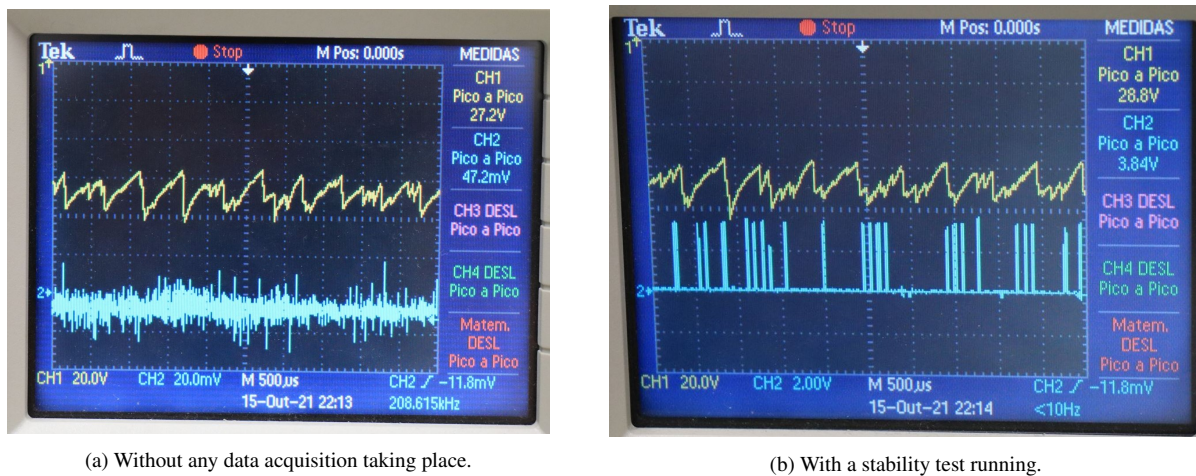 Tek Stop M Pos: 0.000s MEDIDAS
1
CH1
Pico a Pico
27.2V
CH2
Pico a Pico
47.2mV
CH3 DESL
Pico a Pico
CH4 DESL
Pico a Pico
2
Matem.
DESL
Pico a Pico
CH1 20.0V CH2 20.0mV M 500µs CH2 -11.8mV
15-Out-21 22:13 208.615kHz
(a) Without any data acquisition taking place.
Tek Stop M Pos: 0.000s MEDIDAS
1
CH1
Pico a Pico
28.8V
CH2
Pico a Pico
3.84V
CH3 DESL
Pico a Pico
CH4 DESL
Pico a Pico
2
Matem.
DESL
Pico a Pico
CH1 20.0V CH2 2.00V M 500µs CH2 -11.8mV
15-Out-21 22:14 <10Hz
(b) With a stability test running.